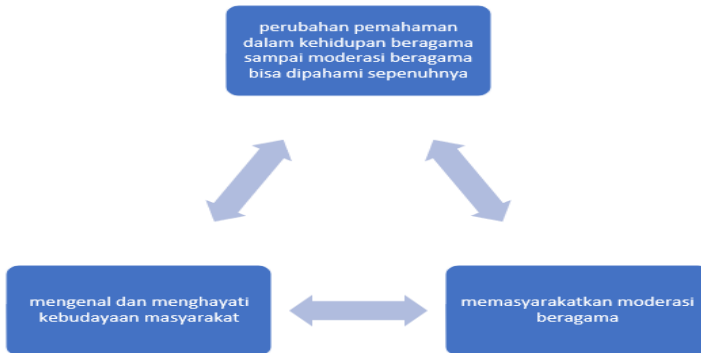 perubahan pemahaman
dalam kehidupan beragama
sampai moderasi beragama
bisa dipahami sepenuhnya
mengenal dan menghayati
kebudayaan masyarakat
memasyarakatkan moderasi
beragama